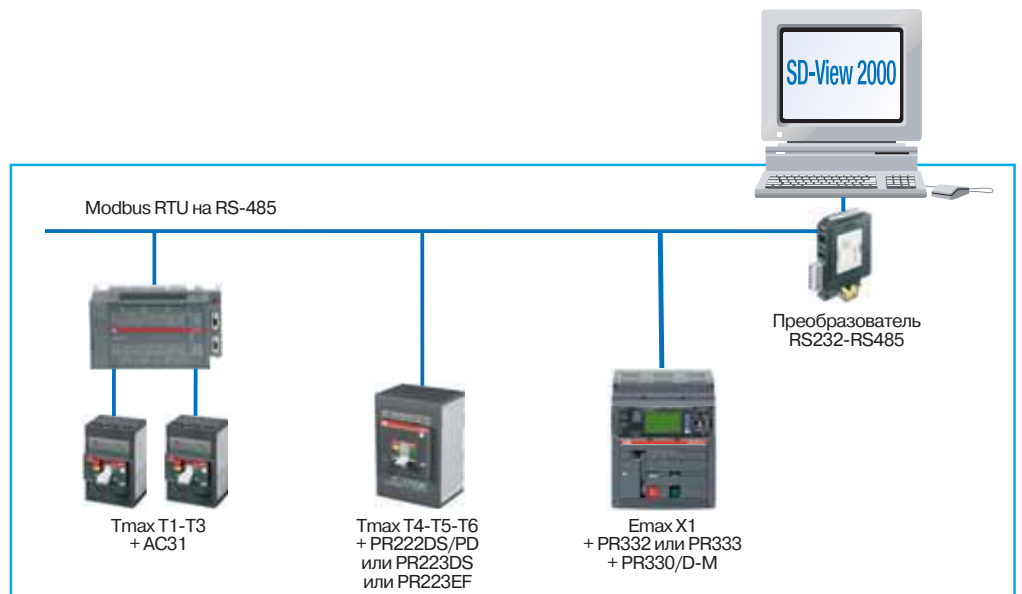 SD-View 2000
Modbus RTU на RS-485
Преобразователь
RS232-RS485
Tmax T1-T3
+ AC31
Tmax T4-T5-T6
+ PR222DS/PD
или PR223DS
или PR223EF
Emax X1
+ PR332 или PR333
+ PR330/D-M